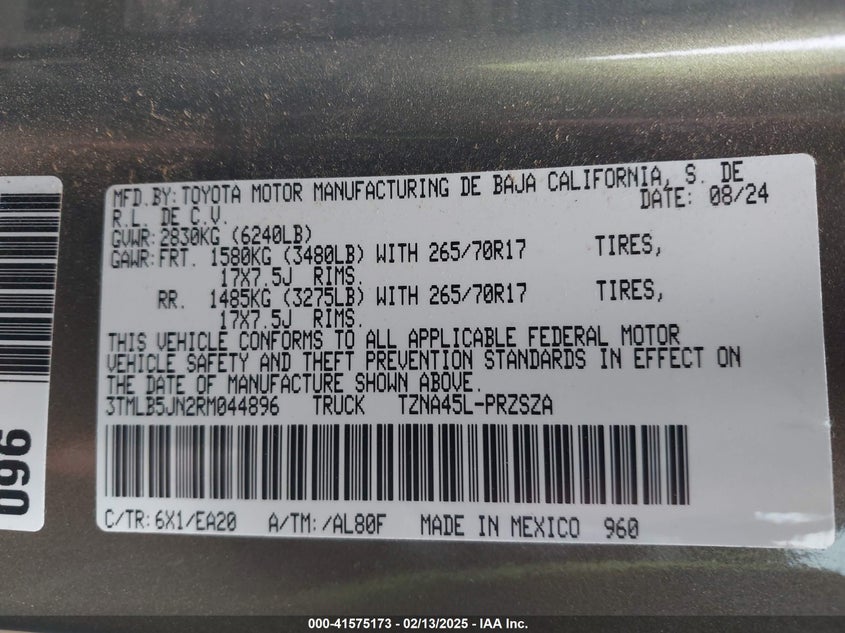 MFD.BY: TOYOTA MOTOR MANUFACTURING DE BAJA CALIFORNIA, S. DE
R.L. DE C.V. DATE: 08/24
GVWR: 2830KG (6240LB)
GAWR: FRT. 1580KG (3480LB) WITH 265/70R17 TIRES,
17X7.5J RIMS.
RR. 1485KG (3275LB) WITH 265/70R17 TIRES,
17X7.5J RIMS.
THIS VEHICLE CONFORMS TO ALL APPLICABLE FEDERAL MOTOR
VEHICLE SAFETY AND THEFT PREVENTION STANDARDS IN EFFECT ON
THE DATE OF MANUFACTURE SHOWN ABOVE.
3TMLB5JN2RM044896 TRUCK TZNA45L-PRZSZA
C/TR: 6X1/EA20 A/TM: /AL80F MADE IN MEXICO 960
960
000-41575173 — 02/13/2025 — IAA Inc.